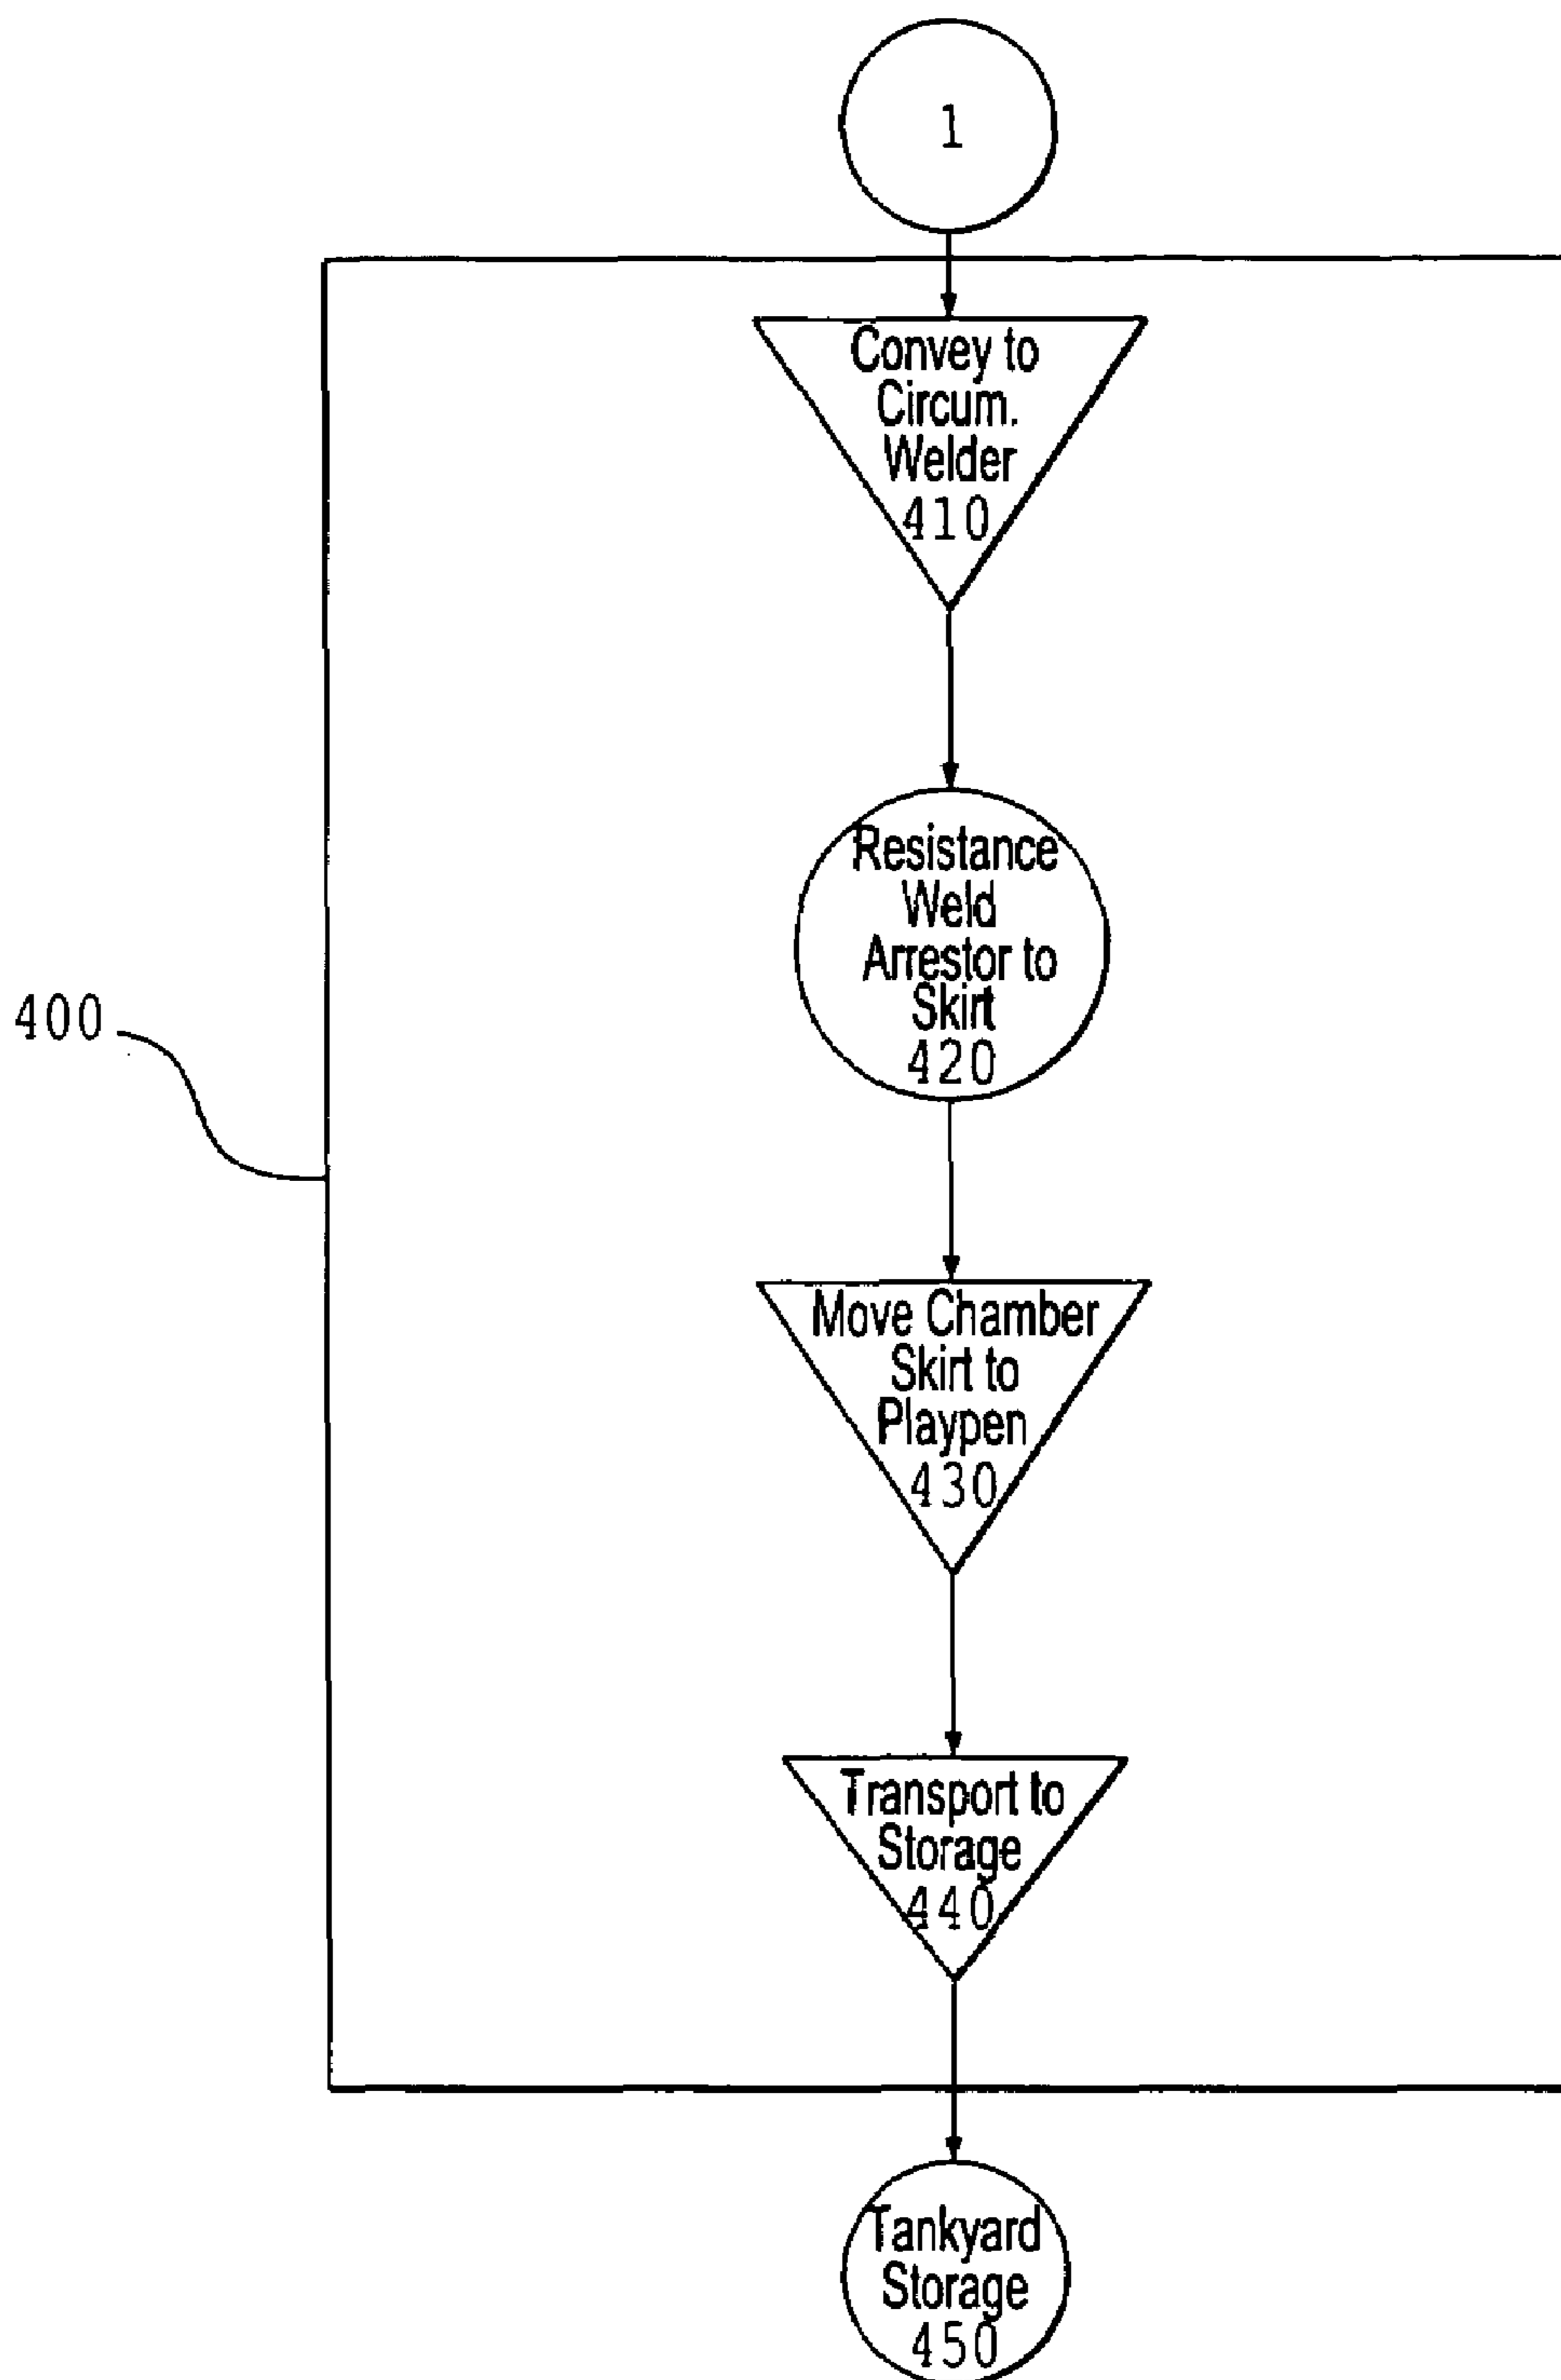 1
Convey to
Circum.
Welder
410
Resistance
Weld
Arrestor to
Skirt
420
400
Move Chamber
Skirt to
Playpen
430
Transport to
Storage
440
Tankyard
Storage
450